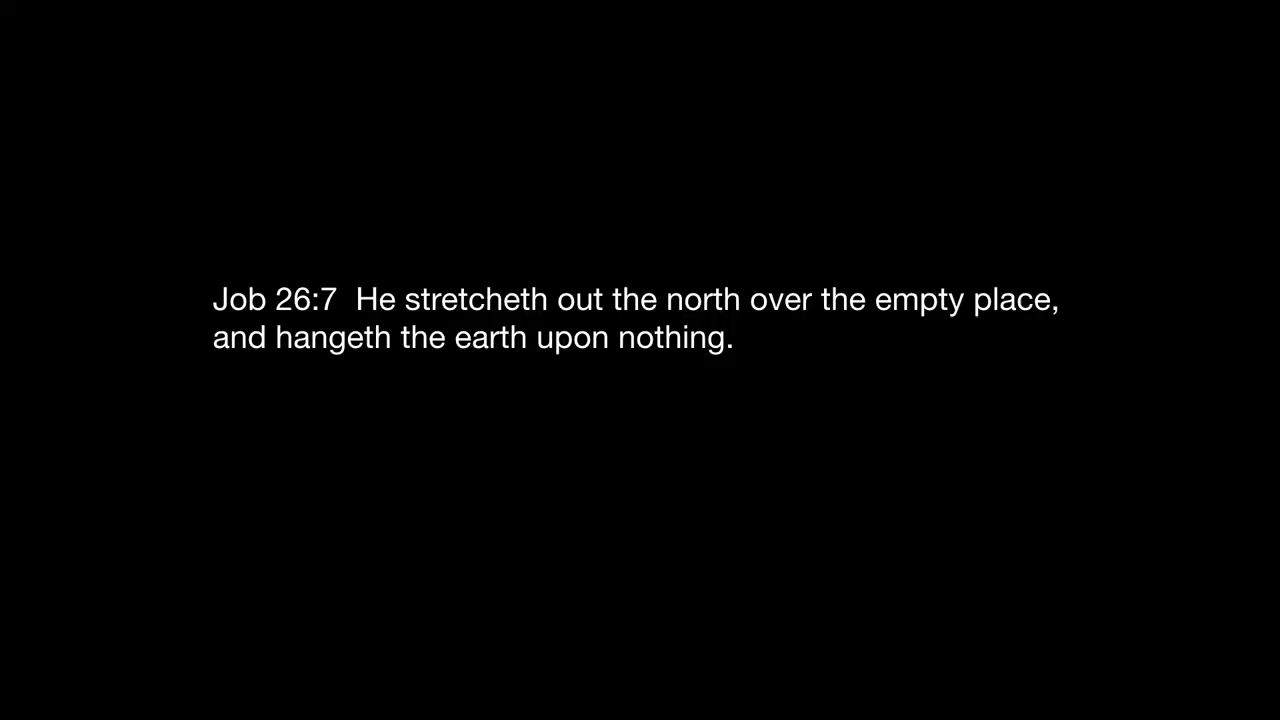 Job 26:7  He stretcheth out the north over the empty place,
and hangeth the earth upon nothing.